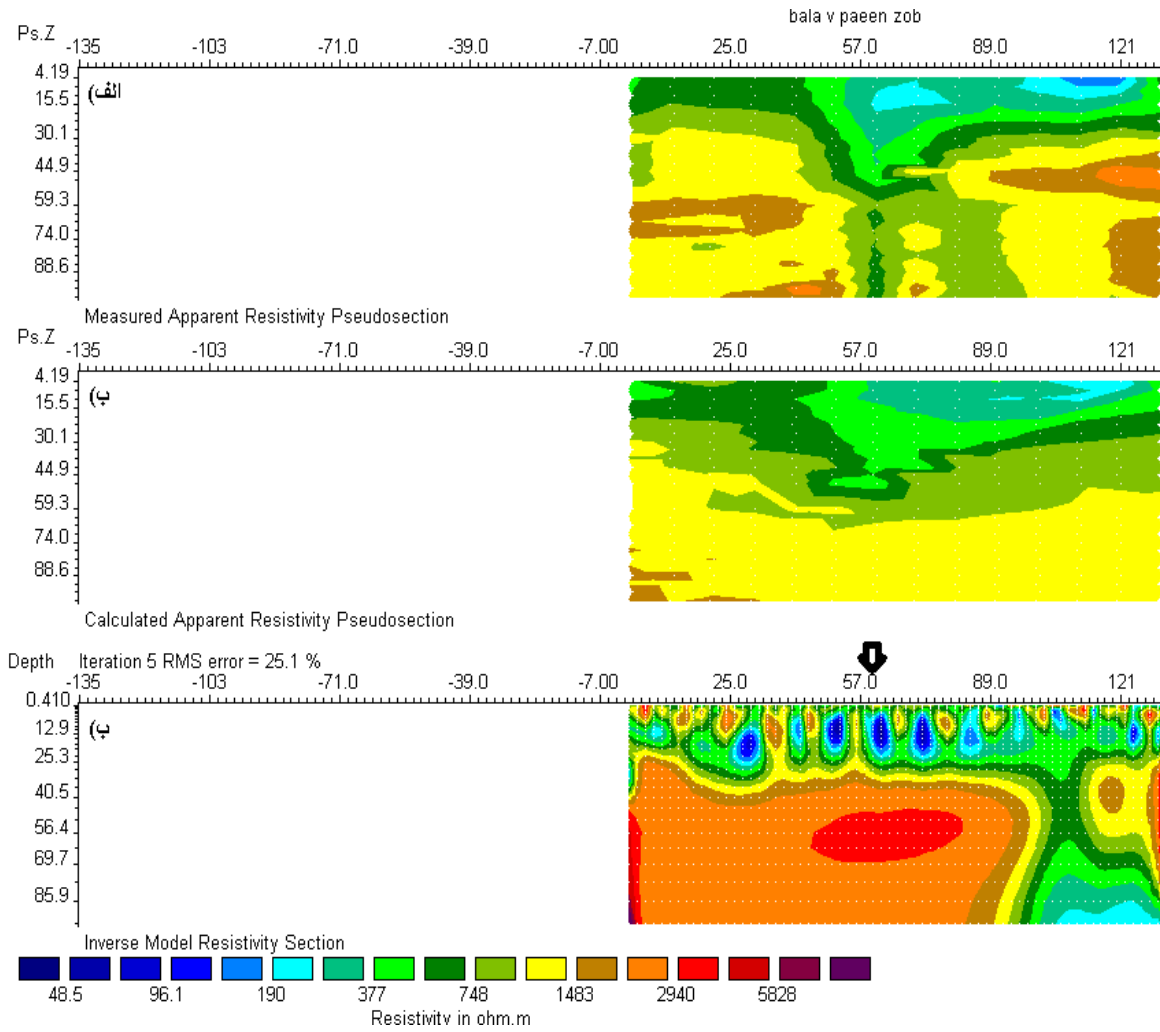 bala v paeen zob
Ps.Z -135 -103 -71.0 -39.0 -7.00 25.0 57.0 89.0 121
4.19
15.5
30.1
44.9
59.3
74.0
88.6
الف)
Measured Apparent Resistivity Pseudosection
Ps.Z -135 -103 -71.0 -39.0 -7.00 25.0 57.0 89.0 121
4.19
15.5
30.1
44.9
59.3
74.0
88.6
ب)
Calculated Apparent Resistivity Pseudosection
Depth Iteration 5 RMS error = 25.1 %
-135 -103 -71.0 -39.0 -7.00 25.0 57.0 89.0 121
0.410
12.9
25.3
40.5
56.4
69.7
85.9
ب)
Inverse Model Resistivity Section
48.5 96.1 190 377 748 1483 2940 5828
Resistivity in ohm.m